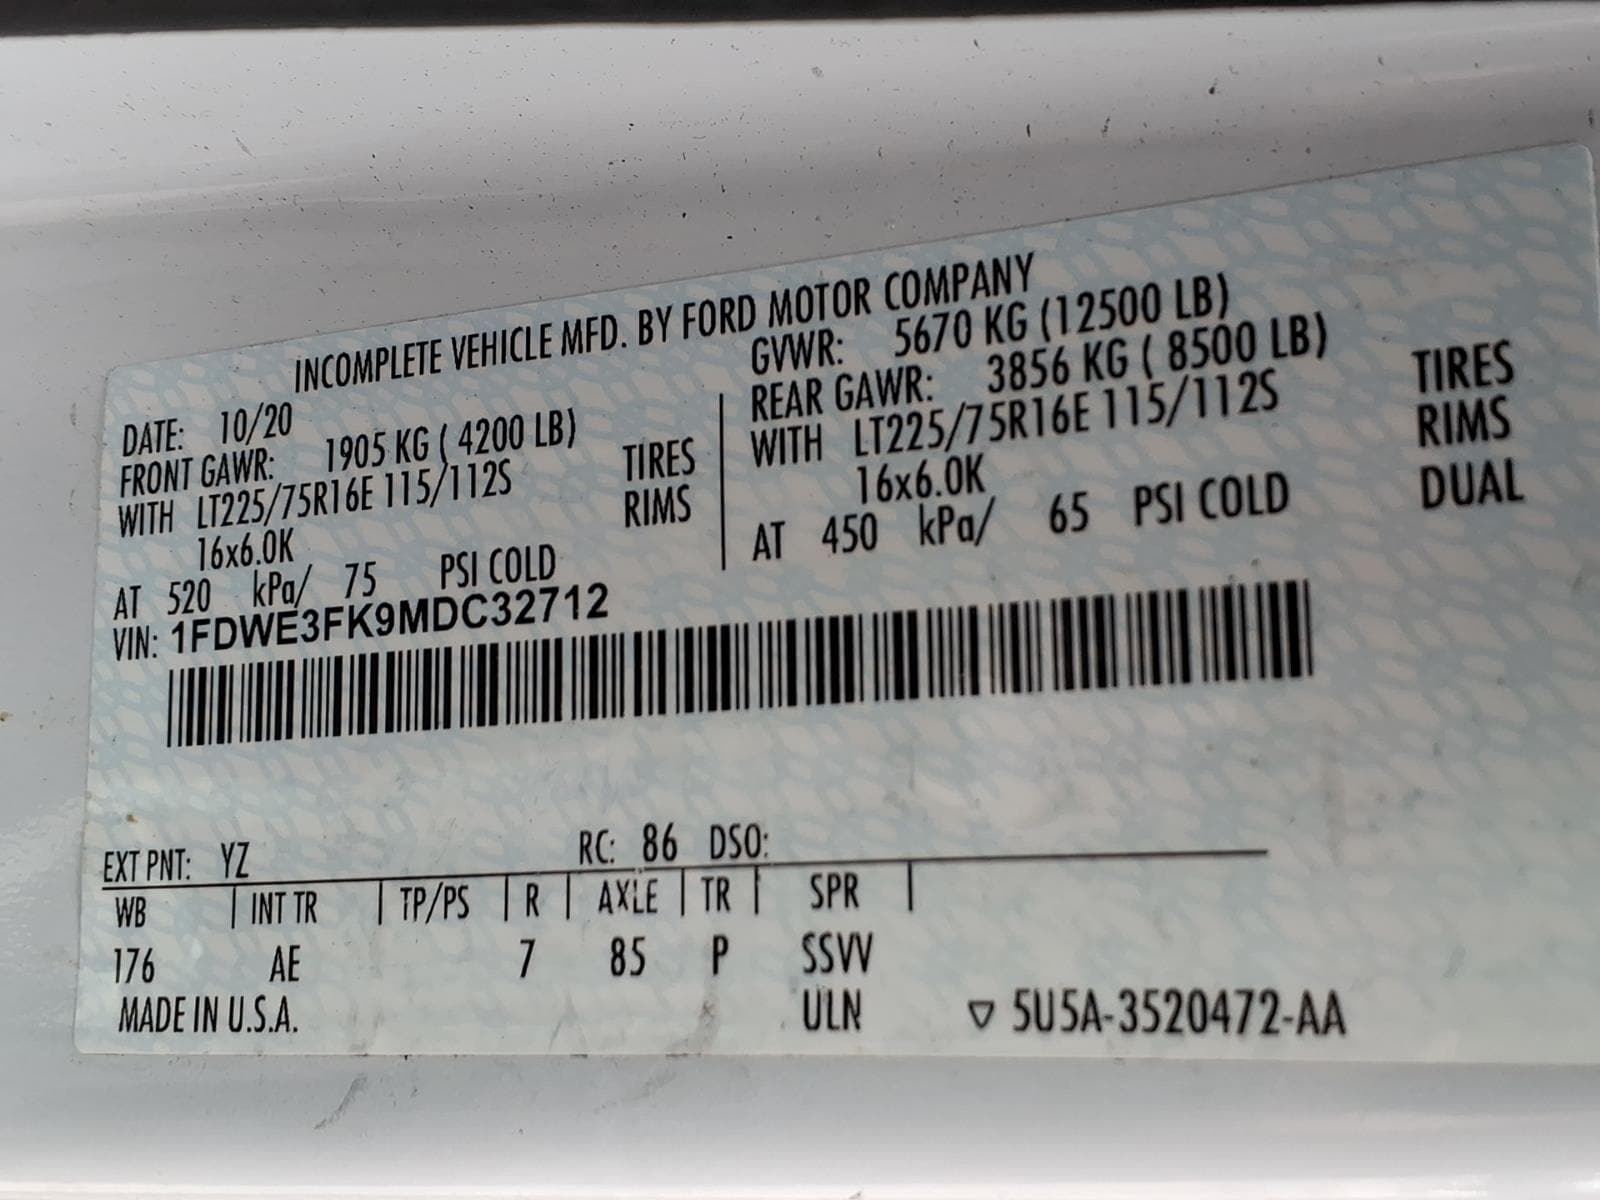 INCOMPLETE VEHICLE MFD. BY FORD MOTOR COMPANY
DATE: 10/20 GVWR: 5670 KG (12500 LB)
FRONT GAWR: 1905 KG ( 4200 LB) REAR GAWR: 3856 KG ( 8500 LB)
WITH LT225/75R16E 115/112S TIRES WITH LT225/75R16E 115/112S TIRES
16x6.0K RIMS 16x6.0K RIMS
AT 520 kPa/ 75 PSI COLD AT 450 kPa/ 65 PSI COLD DUAL
VIN: 1FDWE3FK9MDC32712
EXT PNT: YZ RC: 86 DSO:
WB INT TR TP/PS R AXLE TR SPR
176 AE 7 85 P SSVV
MADE IN U.S.A. ULN ▽ 5U5A-3520472-AA